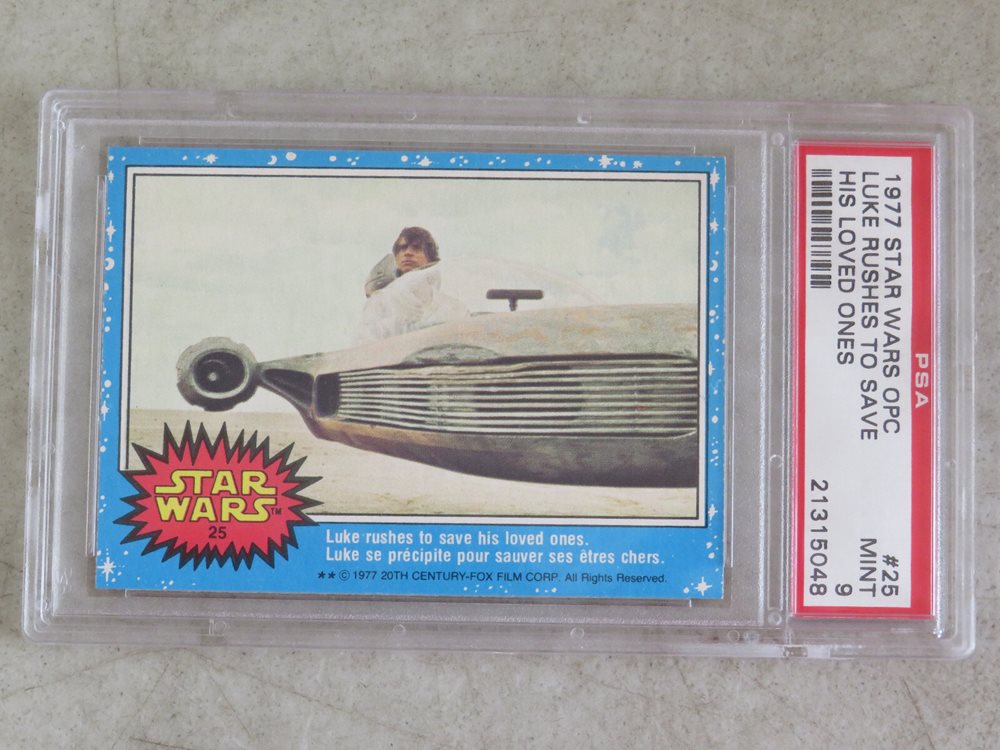 STAR
WARS™
25
Luke rushes to save his loved ones.
Luke se précipite pour sauver ses êtres chers.
★★ © 1977 20TH CENTURY-FOX FILM CORP. All Rights Reserved.
PSA
1977 STAR WARS OPC #25
LUKE RUSHES TO SAVE MINT
HIS LOVED ONES 9
21315048